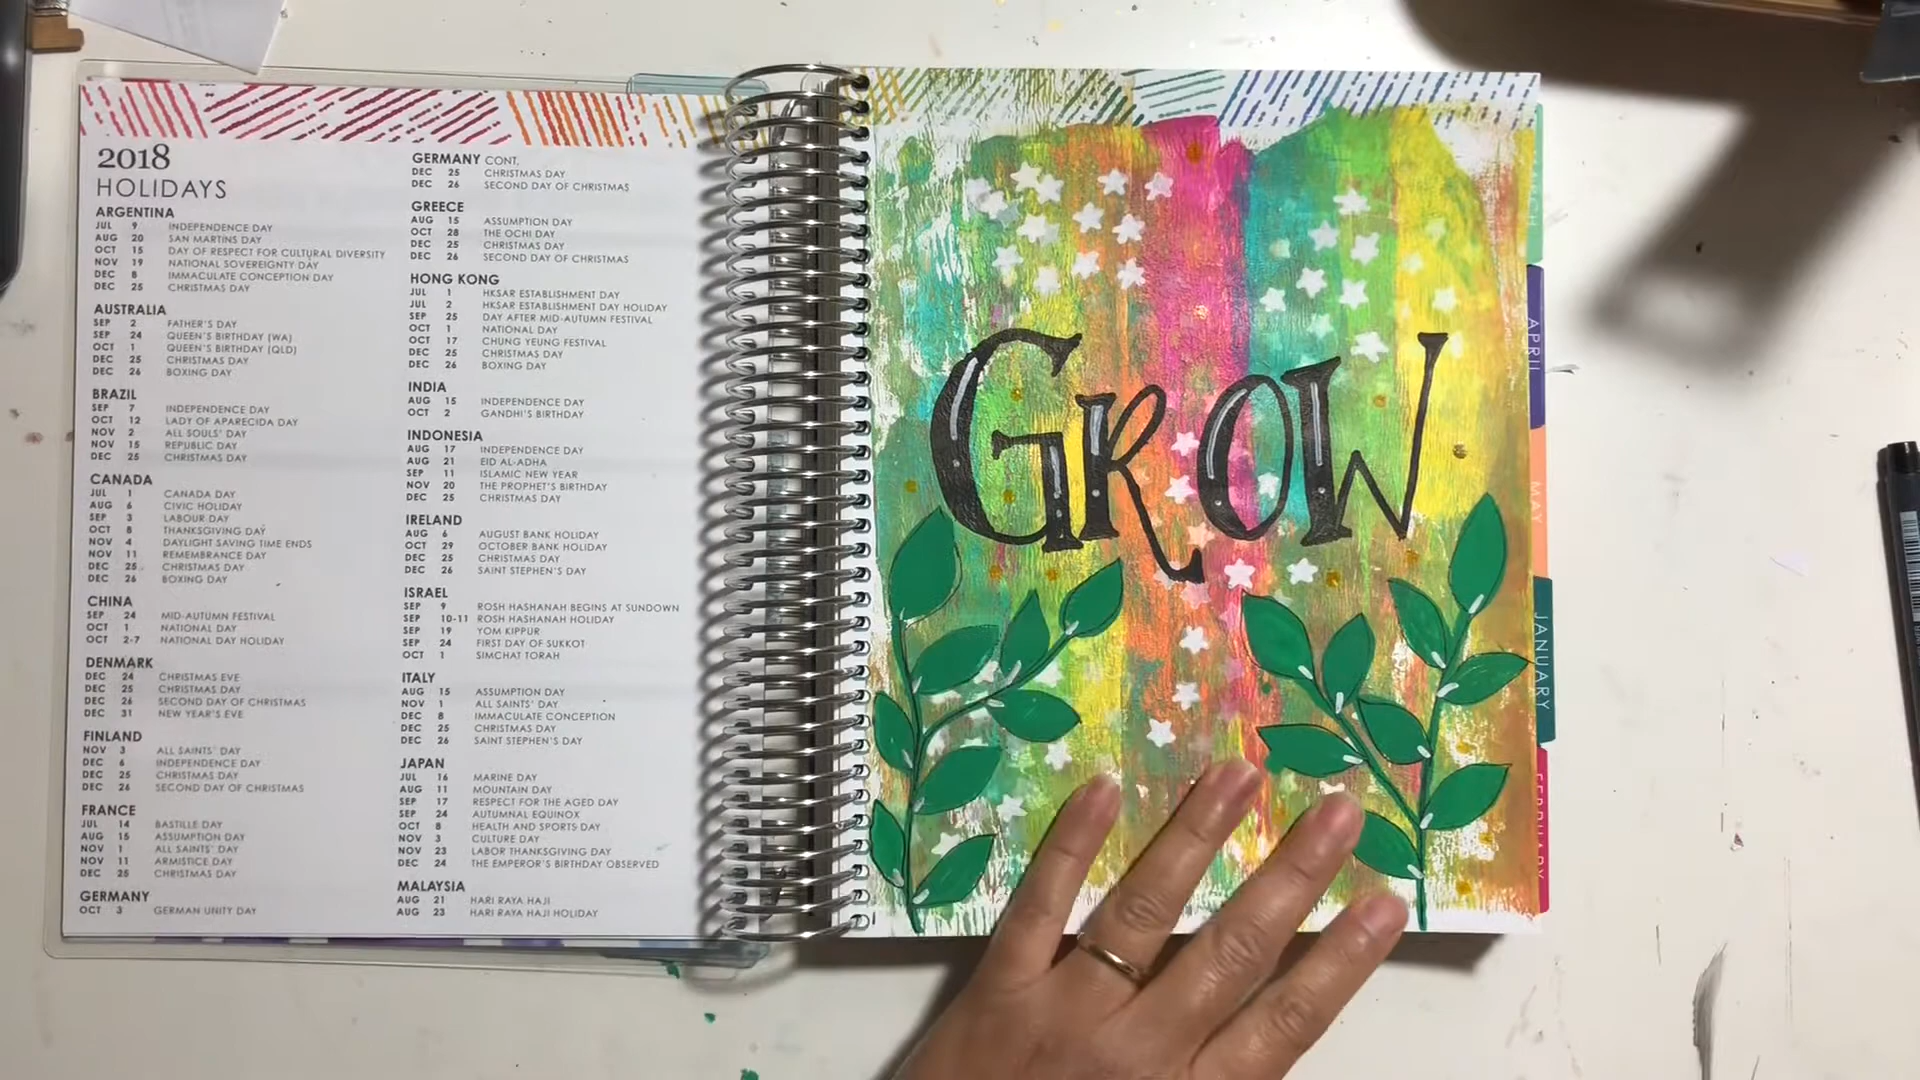 2018
HOLIDAYS
ARGENTINA
JUL 9 INDEPENDENCE DAY
AUG 20 SAN MARTINS DAY
OCT 15 DAY OF RESPECT FOR CULTURAL DIVERSITY
NOV 19 NATIONAL SOVEREIGNTY DAY
DEC 8 IMMACULATE CONCEPTION DAY
DEC 25 CHRISTMAS DAY
AUSTRALIA
SEP 2 FATHER'S DAY
SEP 24 QUEEN'S BIRTHDAY (WA)
OCT 1 QUEEN'S BIRTHDAY (QLD)
DEC 25 CHRISTMAS DAY
DEC 26 BOXING DAY
BRAZIL
SEP 7 INDEPENDENCE DAY
OCT 12 LADY OF APARECIDA DAY
NOV 2 ALL SOULS' DAY
NOV 15 REPUBLIC DAY
DEC 25 CHRISTMAS DAY
CANADA
JUL 1 CANADA DAY
AUG 6 CIVIC HOLIDAY
SEP 3 LABOUR DAY
OCT 8 THANKSGIVING DAY
NOV 4 DAYLIGHT SAVING TIME ENDS
NOV 11 REMEMBRANCE DAY
DEC 25 CHRISTMAS DAY
DEC 26 BOXING DAY
CHINA
SEP 24 MID-AUTUMN FESTIVAL
OCT 1 NATIONAL DAY
OCT 2-7 NATIONAL DAY HOLIDAY
DENMARK
DEC 24 CHRISTMAS EVE
DEC 25 CHRISTMAS DAY
DEC 26 SECOND DAY OF CHRISTMAS
DEC 31 NEW YEAR'S EVE
FINLAND
NOV 3 ALL SAINTS' DAY
DEC 6 INDEPENDENCE DAY
DEC 25 CHRISTMAS DAY
DEC 26 SECOND DAY OF CHRISTMAS
FRANCE
JUL 14 BASTILLE DAY
AUG 15 ASSUMPTION DAY
NOV 1 ALL SAINTS' DAY
NOV 11 ARMISTICE DAY
DEC 25 CHRISTMAS DAY
GERMANY
OCT 3 GERMAN UNITY DAY
GERMANY CONT.
DEC 25 CHRISTMAS DAY
DEC 26 SECOND DAY OF CHRISTMAS
GREECE
AUG 15 ASSUMPTION DAY
OCT 28 THE OCHI DAY
DEC 25 CHRISTMAS DAY
DEC 26 SECOND DAY OF CHRISTMAS
HONG KONG
JUL 1 HKSAR ESTABLISHMENT DAY
JUL 2 HKSAR ESTABLISHMENT DAY HOLIDAY
SEP 25 DAY AFTER MID-AUTUMN FESTIVAL
OCT 1 NATIONAL DAY
OCT 17 CHUNG YEUNG FESTIVAL
DEC 25 CHRISTMAS DAY
DEC 26 BOXING DAY
INDIA
AUG 15 INDEPENDENCE DAY
OCT 2 GANDHI'S BIRTHDAY
INDONESIA
AUG 17 INDEPENDENCE DAY
AUG 21 EID AL-ADHA
SEP 11 ISLAMIC NEW YEAR
NOV 20 THE PROPHET'S BIRTHDAY
DEC 25 CHRISTMAS DAY
IRELAND
AUG 6 AUGUST BANK HOLIDAY
OCT 29 OCTOBER BANK HOLIDAY
DEC 25 CHRISTMAS DAY
DEC 26 SAINT STEPHEN'S DAY
ISRAEL
SEP 9 ROSH HASHANAH BEGINS AT SUNDOWN
SEP 10-11 ROSH HASHANAH HOLIDAY
SEP 19 YOM KIPPUR
SEP 24 FIRST DAY OF SUKKOT
OCT 1 SIMCHAT TORAH
ITALY
AUG 15 ASSUMPTION DAY
NOV 1 ALL SAINTS' DAY
DEC 8 IMMACULATE CONCEPTION
DEC 25 CHRISTMAS DAY
DEC 26 SAINT STEPHEN'S DAY
JAPAN
JUL 16 MARINE DAY
AUG 11 MOUNTAIN DAY
SEP 17 RESPECT FOR THE AGED DAY
SEP 24 AUTUMNAL EQUINOX
OCT 8 HEALTH AND SPORTS DAY
NOV 3 CULTURE DAY
NOV 23 LABOR THANKSGIVING DAY
DEC 24 THE EMPEROR'S BIRTHDAY OBSERVED
MALAYSIA
AUG 21 HARI RAYA HAJI
AUG 23 HARI RAYA HAJI HOLIDAY
GROW
MARCH
APRIL
MAY
JANUARY
FEBRUARY